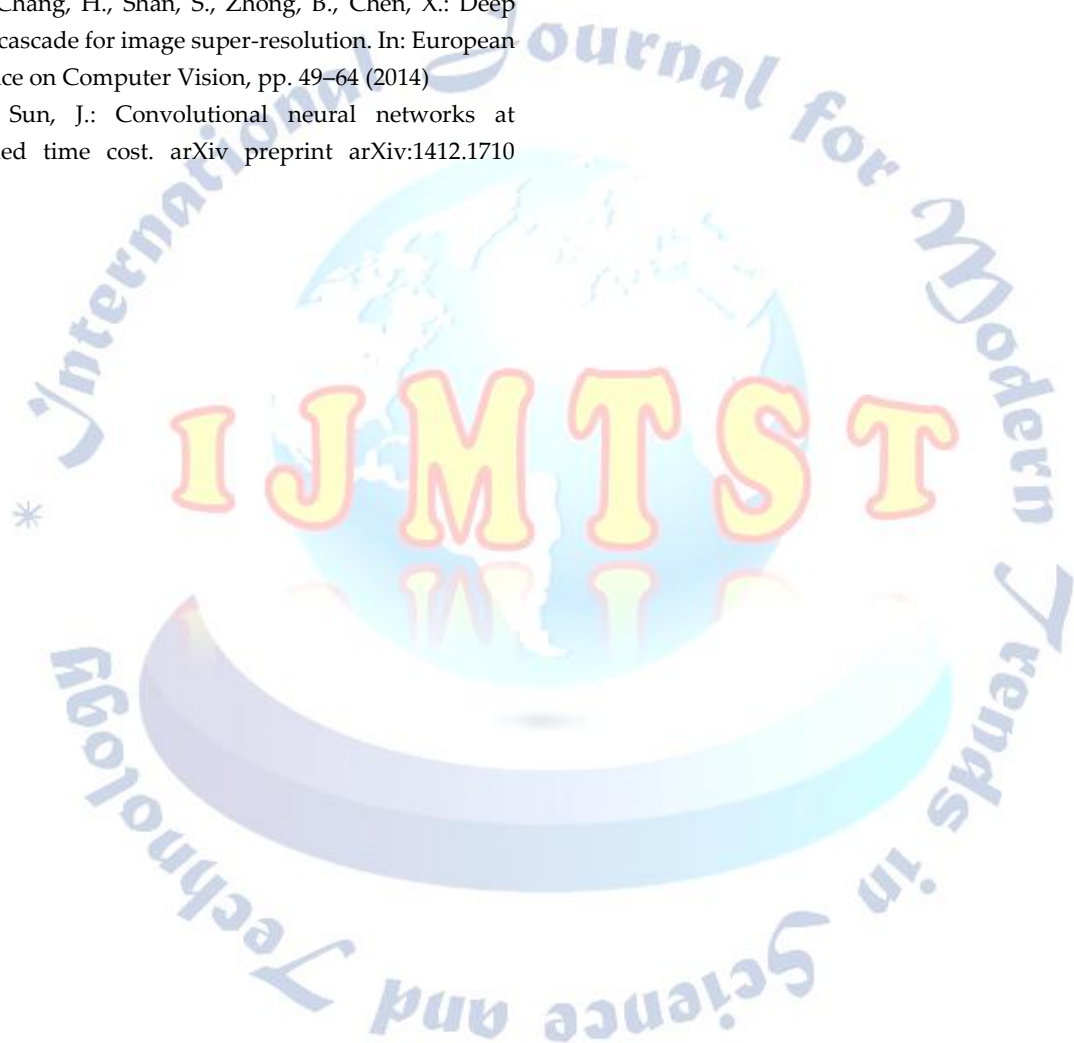 Chang, H., Shan, S., Zhong, B., Chen, X.: Deep
cascade for image super-resolution. In: European
ce on Computer Vision, pp. 49–64 (2014)
Sun, J.: Convolutional neural networks at
ed time cost. arXiv preprint arXiv:1412.1710
International Journal for Modern Trends in Science and Technology
IJMTST